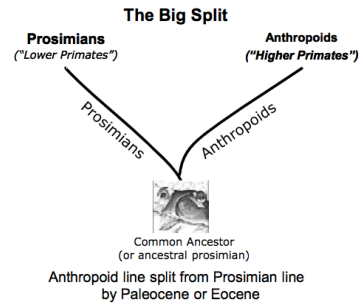 The Big Split
Prosimians
("Lower Primates")
Anthropoids
("Higher Primates")
Prosimians
Anthropoids
Common Ancestor
(or ancestral prosimian)
Anthropoid line split from Prosimian line
by Paleocene or Eocene